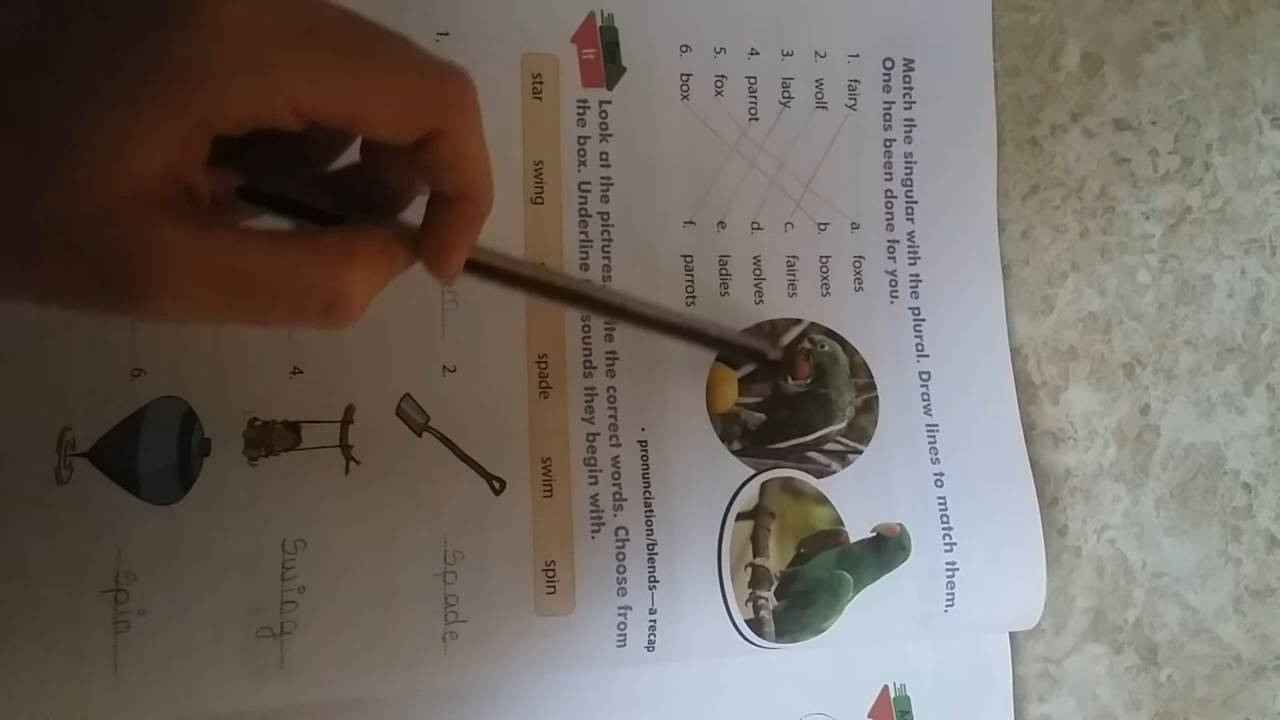 Match the singular with the plural. Draw lines to match them.
One has been done for you.
1. fairy a. foxes
2. wolf b. boxes
3. lady c. fairies
4. parrot d. wolves
5. fox e. ladies
6. box f. parrots
• pronunciation/blends—a recap
It
Look at the pictures. ite the correct words. Choose from
the box. Underline sounds they begin with.
star swing spade swim spin
1. 2. spade
4. swing
6. spin